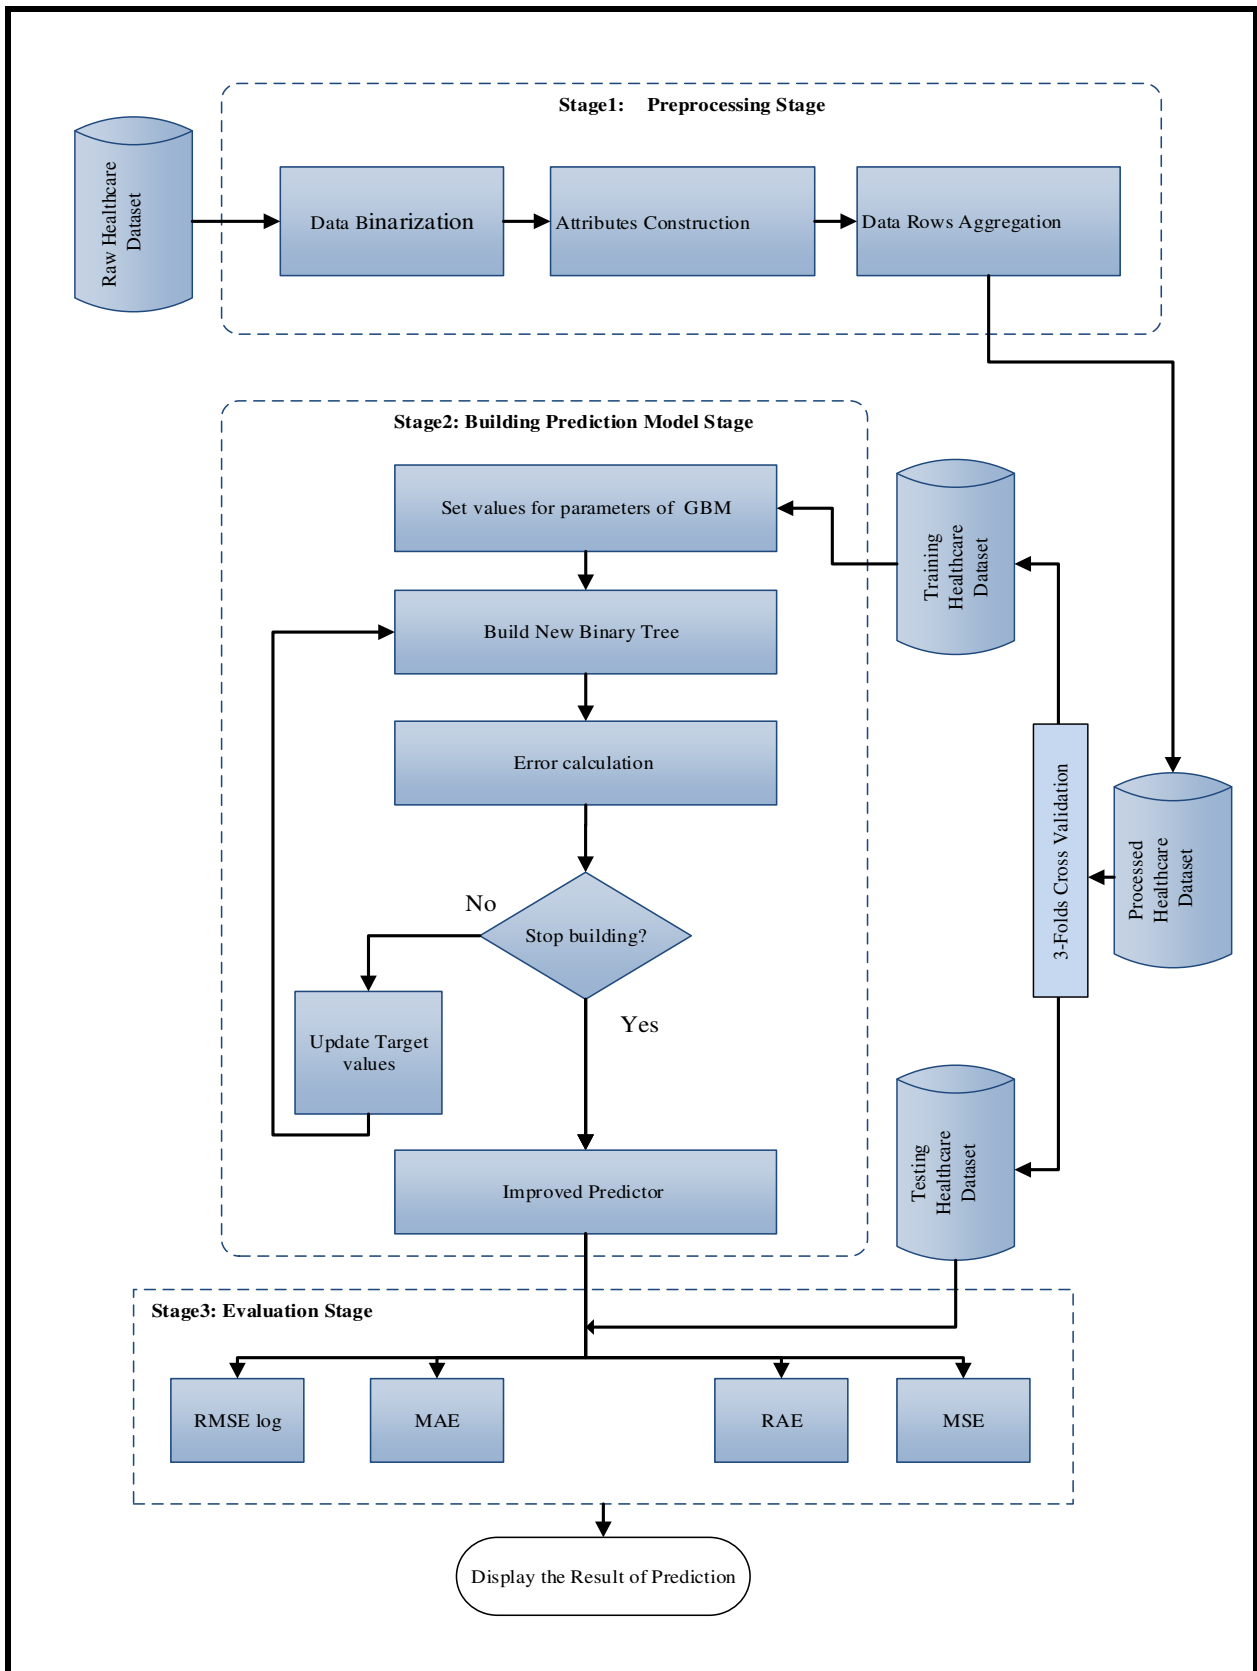 Stage1: Preprocessing Stage
Raw Healthcare
Dataset
Data Binarization
Attributes Construction
Data Rows Aggregation
Stage2: Building Prediction Model Stage
Set values for parameters of GBM
Training
Healthcare
Dataset
Build New Binary Tree
Error calculation
3-Folds Cross Validation
Processed
Healthcare
Dataset
No
Stop building?
Yes
Update Target
values
Testing
Healthcare
Dataset
Improved Predictor
Stage3: Evaluation Stage
RMSE log
MAE
RAE
MSE
Display the Result of Prediction